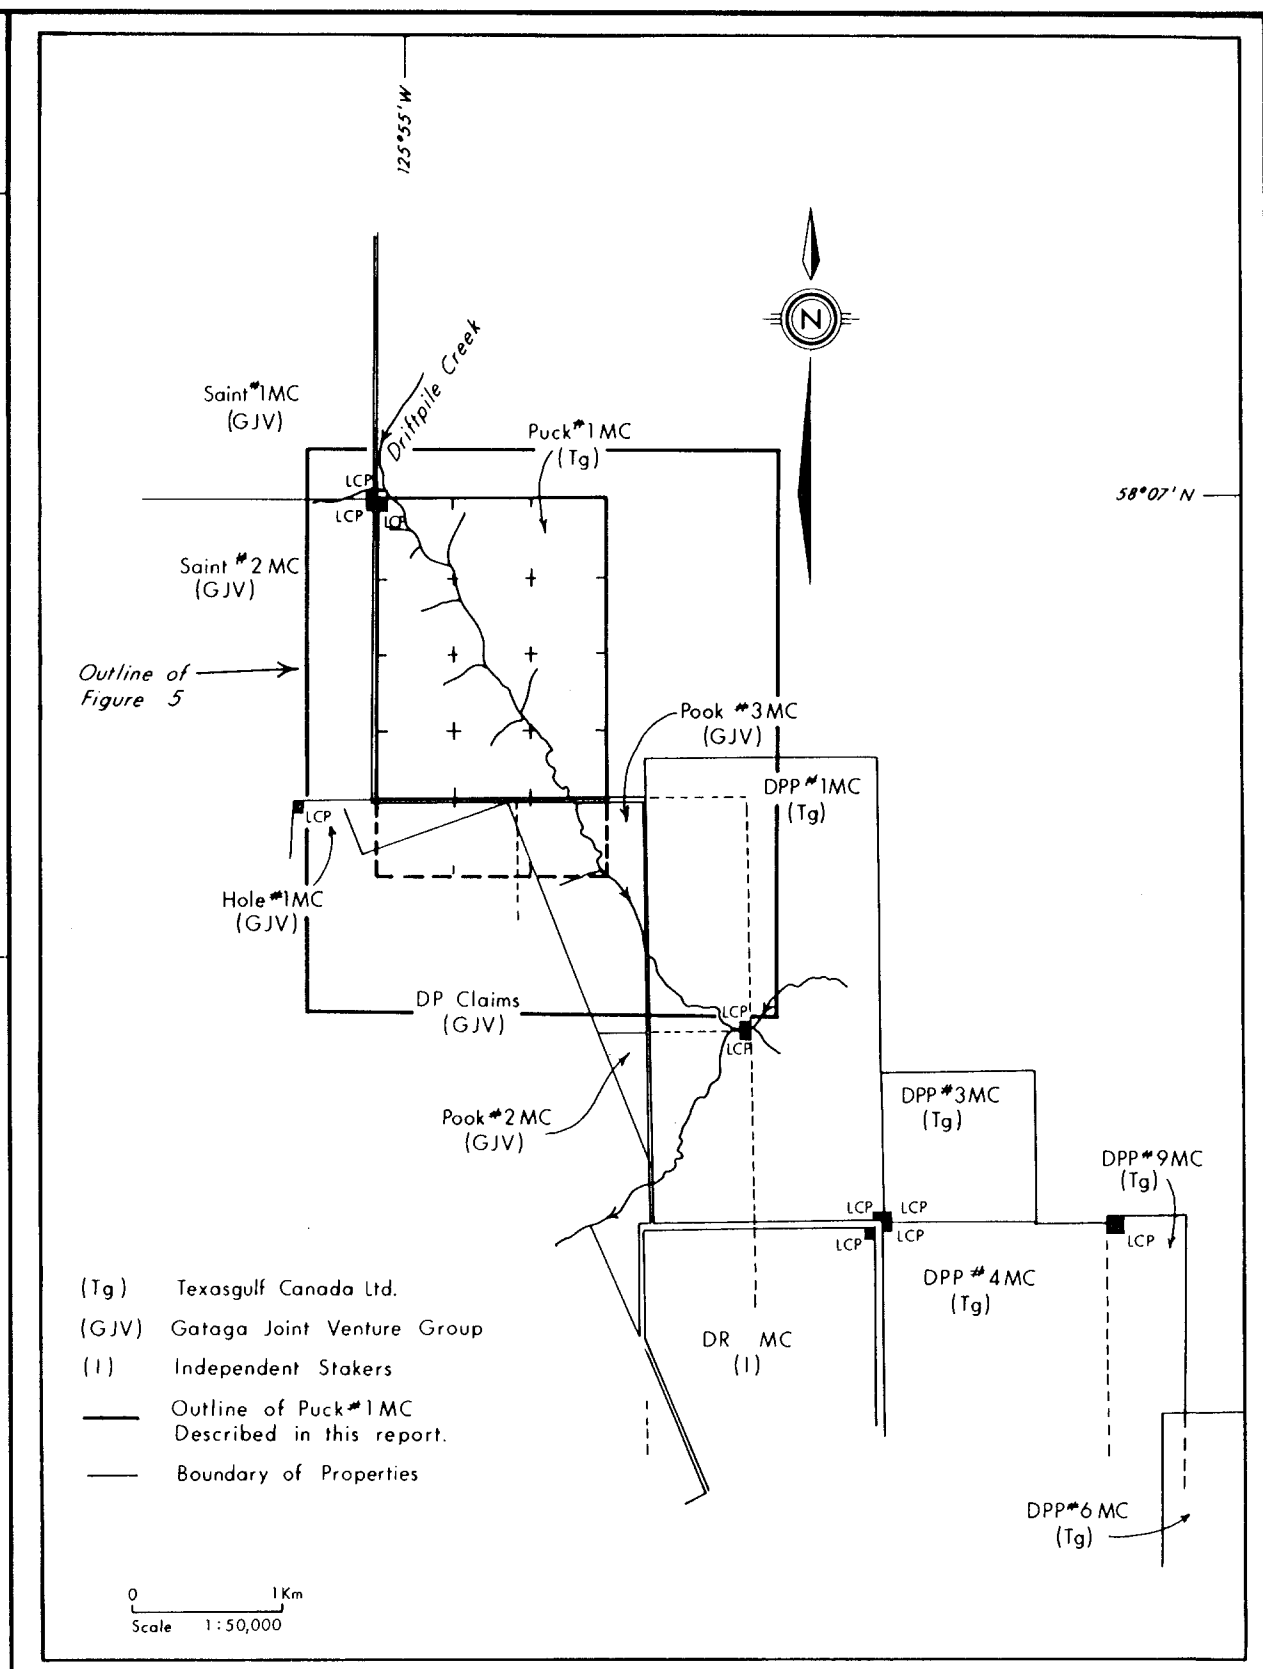 125°55'W
N
Driftpile Creek
Saint #1MC
(GJV)
Puck #1MC
(Tg)
58°07'N
LCP
LCP
LCP
Saint #2 MC
(GJV)
Outline of
Figure 5
Pook #3MC
(GJV)
DPP #1MC
(Tg)
LCP
Hole #1MC
(GJV)
DP Claims
(GJV)
LCP
LCP
Pook #2 MC
(GJV)
DPP #3MC
(Tg)
DPP #9MC
(Tg)
LCP
LCP
LCP
LCP
LCP
DPP #4MC
(Tg)
DR MC
(I)
(Tg) Texasgulf Canada Ltd.
(GJV) Gataga Joint Venture Group
(I) Independent Stakers
Outline of Puck #1MC
Described in this report.
Boundary of Properties
DPP #6 MC
(Tg)
0 1Km
Scale 1:50,000